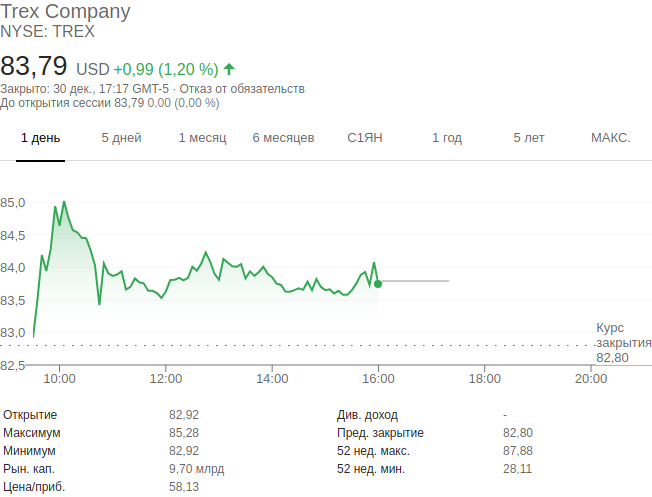 Trex Company
NYSE: TREX
83,79 USD +0,99 (1,20 %)
Закрыто: 30 дек., 17:17 GMT-5 · Отказ от обязательств
До открытия сессии 83,79 0,00 (0,00 %)
1 день 5 дней 1 месяц 6 месяцев С1ЯН 1 год 5 лет МАКС.
85,0
84,5
84,0
83,5
83,0
Курс
закрытия
82,80
82,5
10:00 12:00 14:00 16:00 18:00 20:00
Открытие 82,92 Див. доход -
Максимум 85,28 Пред. закрытие 82,80
Минимум 82,92 52 нед. макс. 87,88
Рын. кап. 9,70 млрд 52 нед. мин. 28,11
Цена/приб. 58,13